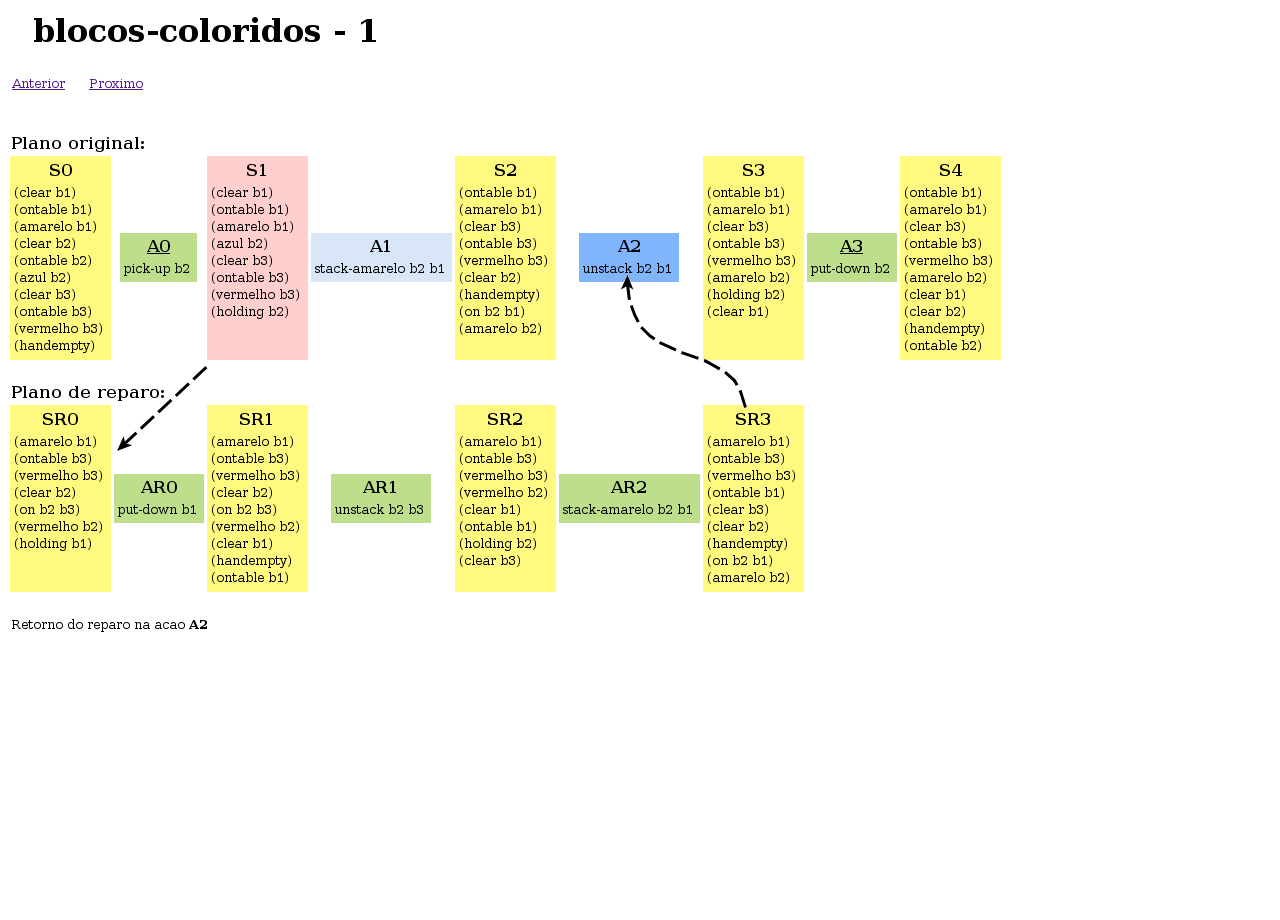 blocos-coloridos - 1
Anterior Proximo
Plano original:
S0
(clear b1)
(ontable b1)
(amarelo b1)
(clear b2)
(ontable b2)
(azul b2)
(clear b3)
(ontable b3)
(vermelho b3)
(handempty)
A0
pick-up b2
S1
(clear b1)
(ontable b1)
(amarelo b1)
(azul b2)
(clear b3)
(ontable b3)
(vermelho b3)
(holding b2)
A1
stack-amarelo b2 b1
S2
(ontable b1)
(amarelo b1)
(clear b3)
(ontable b3)
(vermelho b3)
(clear b2)
(handempty)
(on b2 b1)
(amarelo b2)
A2
unstack b2 b1
S3
(ontable b1)
(amarelo b1)
(clear b3)
(ontable b3)
(vermelho b3)
(amarelo b2)
(holding b2)
(clear b1)
A3
put-down b2
S4
(ontable b1)
(amarelo b1)
(clear b3)
(ontable b3)
(vermelho b3)
(amarelo b2)
(clear b1)
(clear b2)
(handempty)
(ontable b2)
Plano de reparo:
SR0
(amarelo b1)
(ontable b3)
(vermelho b3)
(clear b2)
(on b2 b3)
(vermelho b2)
(holding b1)
AR0
put-down b1
SR1
(amarelo b1)
(ontable b3)
(vermelho b3)
(clear b2)
(on b2 b3)
(vermelho b2)
(clear b1)
(handempty)
(ontable b1)
AR1
unstack b2 b3
SR2
(amarelo b1)
(ontable b3)
(vermelho b3)
(vermelho b2)
(clear b1)
(ontable b1)
(holding b2)
(clear b3)
AR2
stack-amarelo b2 b1
SR3
(amarelo b1)
(ontable b3)
(vermelho b3)
(ontable b1)
(clear b3)
(clear b2)
(handempty)
(on b2 b1)
(amarelo b2)
Retorno do reparo na acao A2